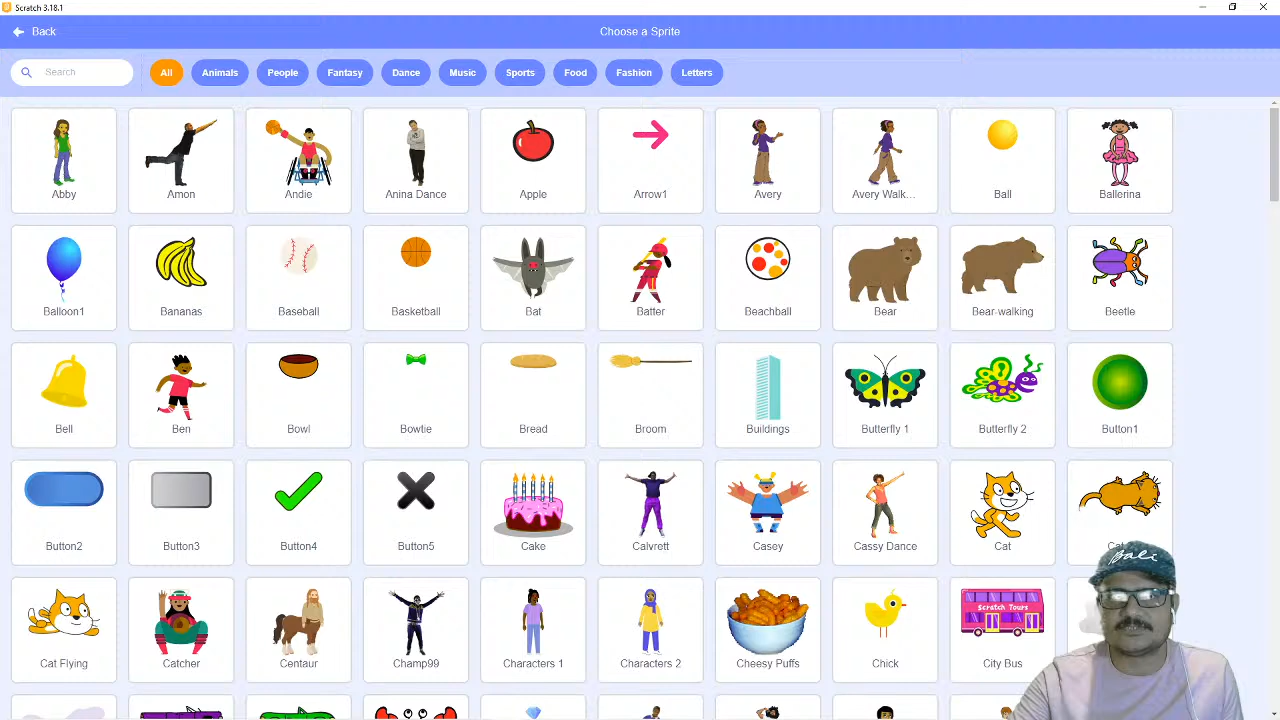 Scratch 3.18.1
Back
Choose a Sprite
Search
All
Animals
People
Fantasy
Dance
Music
Sports
Food
Fashion
Letters
Abby
Amon
Andie
Anina Dance
Apple
Arrow1
Avery
Avery Walk...
Ball
Ballerina
Balloon1
Bananas
Baseball
Basketball
Bat
Batter
Beachball
Bear
Bear-walking
Beetle
Bell
Ben
Bowl
Bowtie
Bread
Broom
Buildings
Butterfly 1
Butterfly 2
Button1
Button2
Button3
Button4
Button5
Cake
Calvrett
Casey
Cassy Dance
Cat
Bali
Scratch Tours
Cat Flying
Catcher
Centaur
Champ99
Characters 1
Characters 2
Cheesy Puffs
Chick
City Bus